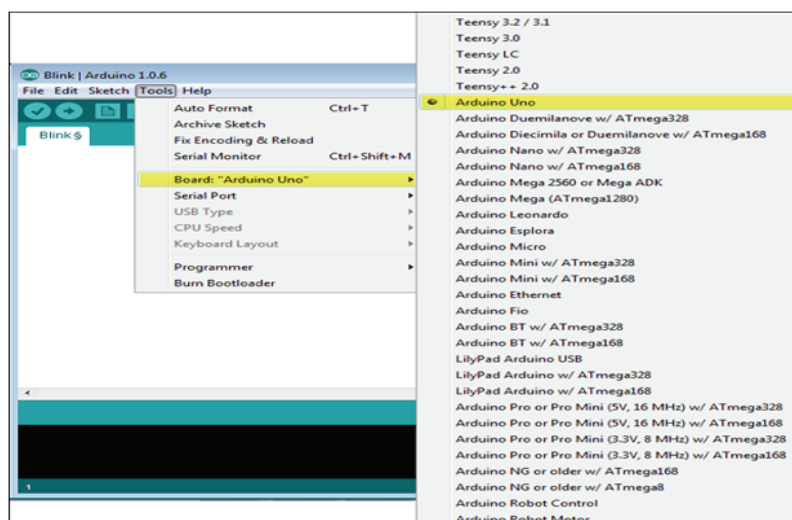 Blink | Arduino 1.0.6
File Edit Sketch Tools Help
Blink §
Auto Format Ctrl+T
Archive Sketch
Fix Encoding & Reload
Serial Monitor Ctrl+Shift+M
Board: "Arduino Uno"
Serial Port
USB Type
CPU Speed
Keyboard Layout
Programmer
Burn Bootloader
1
Teensy 3.2 / 3.1
Teensy 3.0
Teensy LC
Teensy 2.0
Teensy++ 2.0
Arduino Uno
Arduino Duemilanove w/ ATmega328
Arduino Diecimila or Duemilanove w/ ATmega168
Arduino Nano w/ ATmega328
Arduino Nano w/ ATmega168
Arduino Mega 2560 or Mega ADK
Arduino Mega (ATmega1280)
Arduino Leonardo
Arduino Esplora
Arduino Micro
Arduino Mini w/ ATmega328
Arduino Mini w/ ATmega168
Arduino Ethernet
Arduino Fio
Arduino BT w/ ATmega328
Arduino BT w/ ATmega168
LilyPad Arduino USB
LilyPad Arduino w/ ATmega328
LilyPad Arduino w/ ATmega168
Arduino Pro or Pro Mini (5V, 16 MHz) w/ ATmega328
Arduino Pro or Pro Mini (5V, 16 MHz) w/ ATmega168
Arduino Pro or Pro Mini (3.3V, 8 MHz) w/ ATmega328
Arduino Pro or Pro Mini (3.3V, 8 MHz) w/ ATmega168
Arduino NG or older w/ ATmega168
Arduino NG or older w/ ATmega8
Arduino Robot Control
Arduino Robot Motor